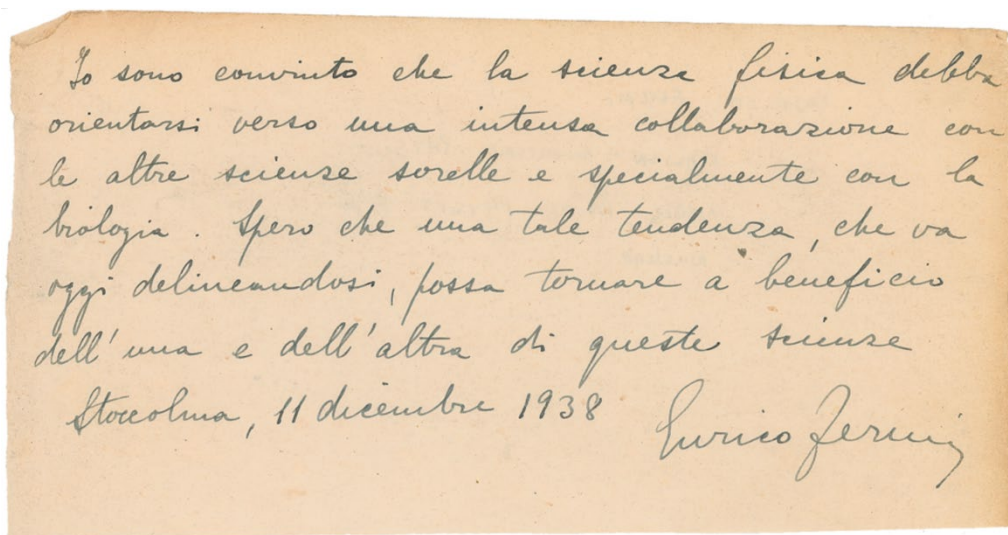 Io sono convinto che la scienza fisica debba
orientarsi verso una intensa collaborazione con
le altre scienze sorelle e specialmente con la
biologia. Spero che una tale tendenza, che va
oggi delineandosi, possa tornare a beneficio
dell'una e dell'altra di queste scienze
Stoccolma, 11 dicembre 1938
Enrico Fermi